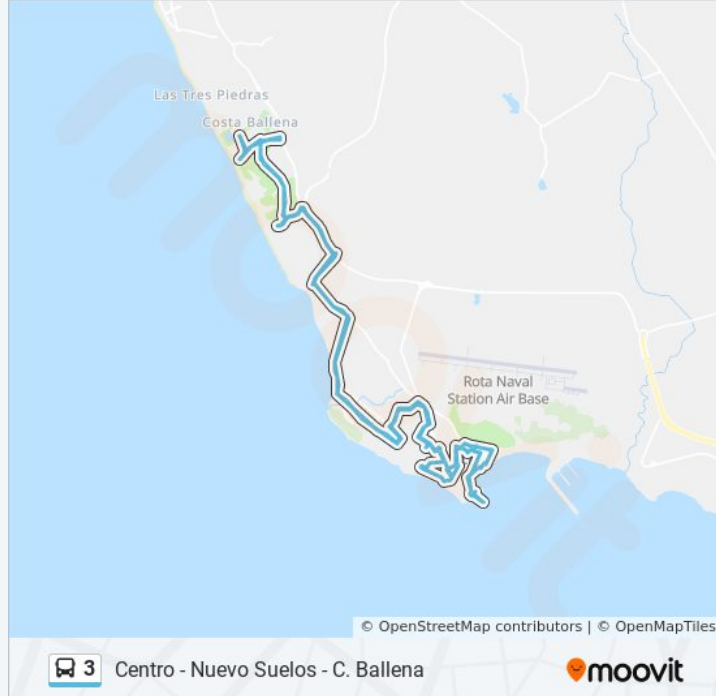 Las Tres Piedras
Costa Ballena
Rota Naval
Station Air Base
© OpenStreetMap contributors | © OpenMapTiles
3 Centro - Nuevo Suelos - C. Ballena
moovit